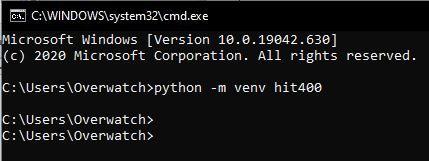 C:\WINDOWS\system32\cmd.exe
Microsoft Windows [Version 10.0.19042.630]
(c) 2020 Microsoft Corporation. All rights reserved.
C:\Users\Overwatch>python -m venv hit400
C:\Users\Overwatch>
C:\Users\Overwatch>